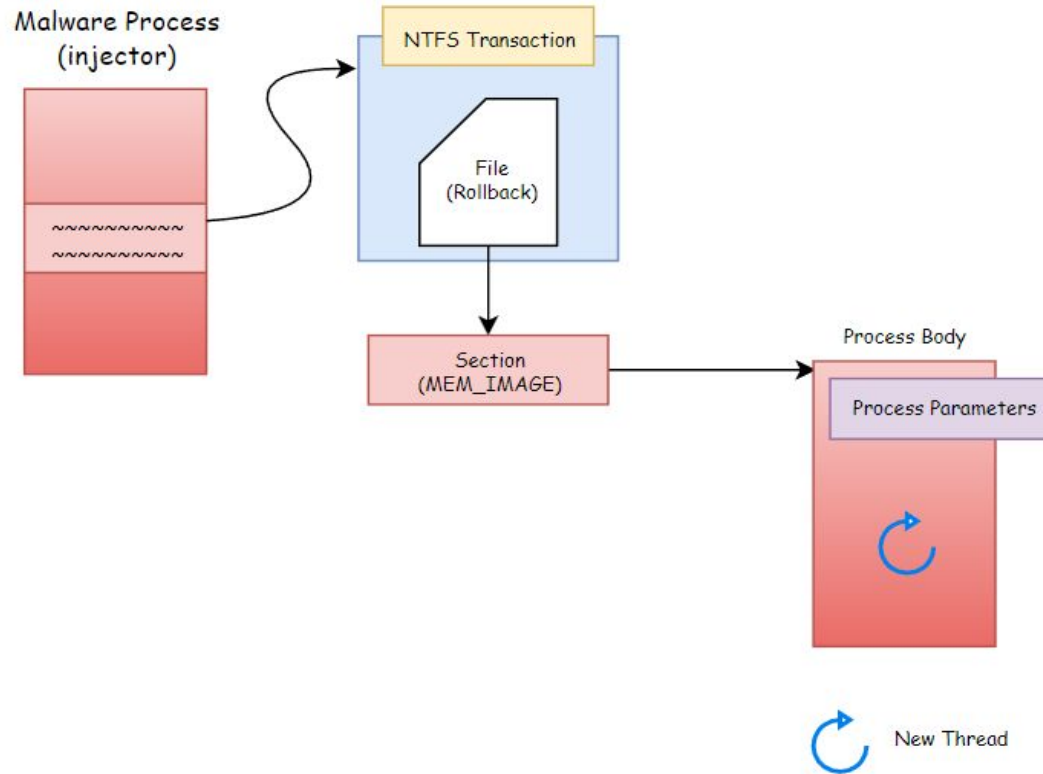 Malware Process
(injector)
~~~~~~~~~~
~~~~~~~~~~
NTFS Transaction
File
(Rollback)
Section
(MEM_IMAGE)
Process Body
Process Parameters
New Thread